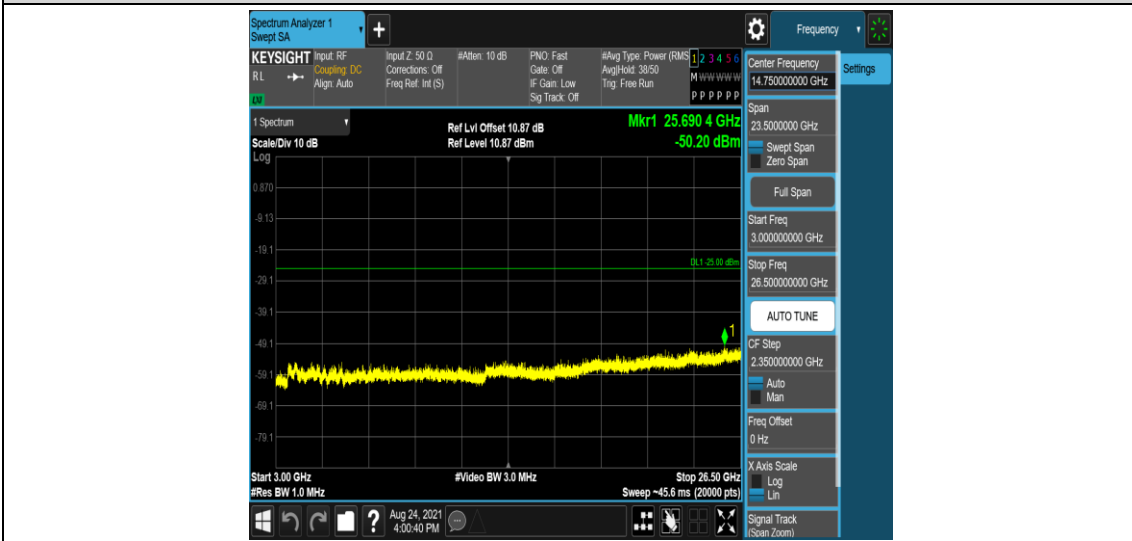 Spectrum Analyzer 1
Swept SA
+
Frequency
KEYSIGHT
RL
LXI
Input: RF
Coupling: DC
Align: Auto
Input Z: 50 Ω
Corrections: Off
Freq Ref: Int (S)
#Atten: 10 dB
PNO: Fast
Gate: Off
IF Gain: Low
Sig Track: Off
#Avg Type: Power (RMS
Avg|Hold: 38/50
Trig: Free Run
1 2 3 4 5 6
M W W W W W
P P P P P P
1 Spectrum
Scale/Div 10 dB
Log
Ref Lvl Offset 10.87 dB
Ref Level 10.87 dBm
Mkr1 25.690 4 GHz
-50.20 dBm
0.870
-9.13
-19.1
DL1 -25.00 dBm
-29.1
-39.1
1
-49.1
-59.1
-69.1
-79.1
Start 3.00 GHz
#Video BW 3.0 MHz
Stop 26.50 GHz
#Res BW 1.0 MHz
Sweep ~45.6 ms (20000 pts)
?
Aug 24, 2021
4:00:40 PM
Center Frequency
14.750000000 GHz
Settings
Span
23.5000000 GHz
Swept Span
Zero Span
Full Span
Start Freq
3.000000000 GHz
Stop Freq
26.500000000 GHz
AUTO TUNE
CF Step
2.350000000 GHz
Auto
Man
Freq Offset
0 Hz
X Axis Scale
Log
Lin
Signal Track
(Span Zoom)